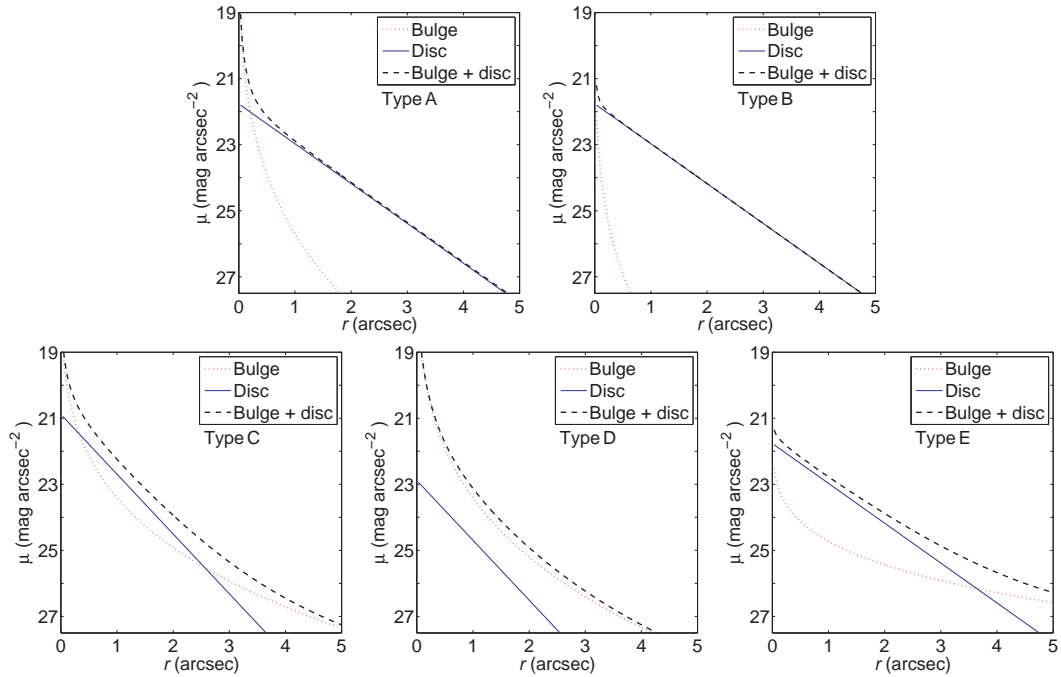 19
21
23
25
27
μ (mag arcsec⁻²)
Bulge
Disc
Bulge + disc
Type A
0 1 2 3 4 5
r (arcsec)
19
21
23
25
27
μ (mag arcsec⁻²)
Bulge
Disc
Bulge + disc
Type B
0 1 2 3 4 5
r (arcsec)
19
21
23
25
27
μ (mag arcsec⁻²)
Bulge
Disc
Bulge + disc
Type C
0 1 2 3 4 5
r (arcsec)
19
21
23
25
27
μ (mag arcsec⁻²)
Bulge
Disc
Bulge + disc
Type D
0 1 2 3 4 5
r (arcsec)
19
21
23
25
27
μ (mag arcsec⁻²)
Bulge
Disc
Bulge + disc
Type E
0 1 2 3 4 5
r (arcsec)